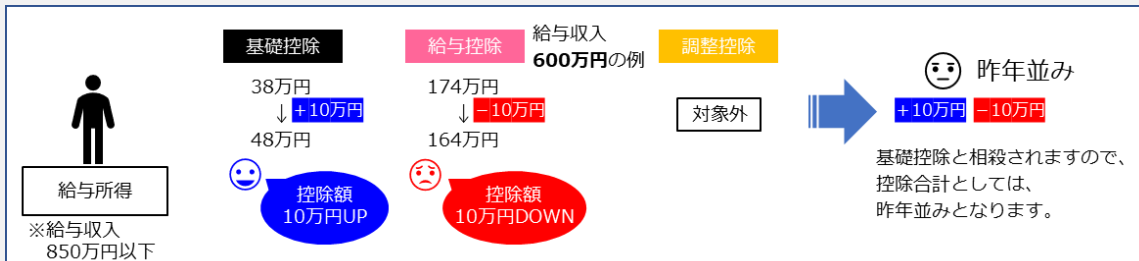 基礎控除
38万円
↓ +10万円
48万円
控除額
10万円UP
給与控除
給与収入
600万円の例
174万円
↓ −10万円
164万円
控除額
10万円DOWN
調整控除
対象外
昨年並み
+10万円 −10万円
基礎控除と相殺されますので、
控除合計としては、
昨年並みとなります。
給与所得
※給与収入
850万円以下